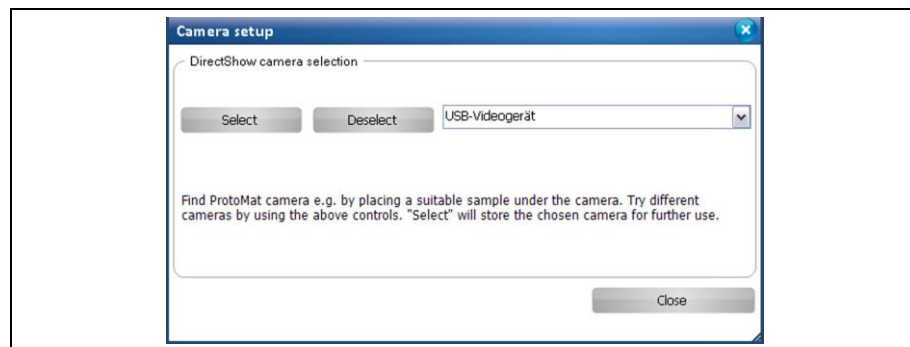 Camera setup
DirectShow camera selection
Select Deselect USB-Videogerät
Find ProtoMat camera e.g. by placing a suitable sample under the camera. Try different
cameras by using the above controls. "Select" will store the chosen camera for further use.
Close